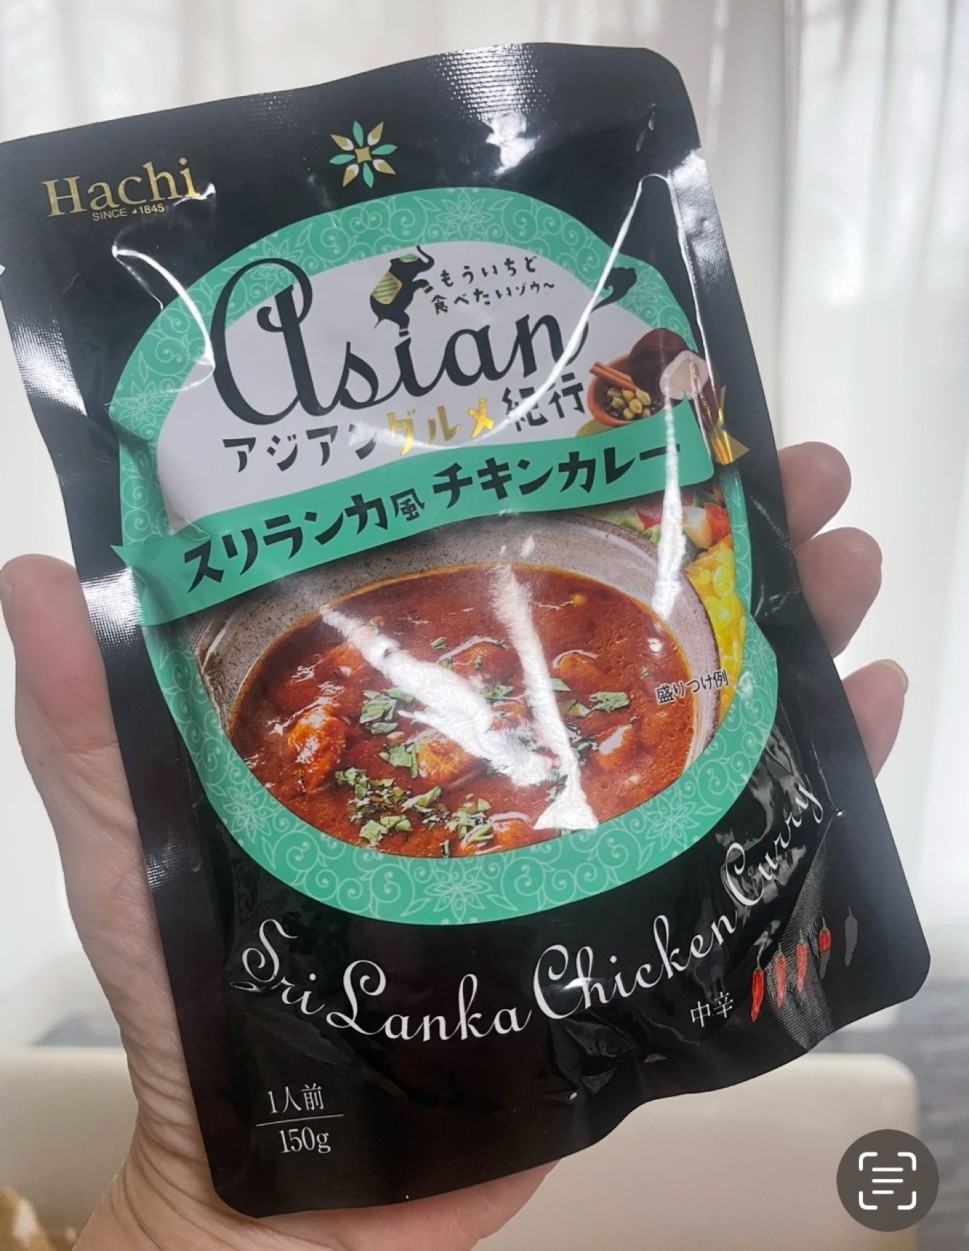 Hachi
SINCE 1845
もういちど
食べたいゾウ〜
Asian
アジアングルメ紀行
スリランカ風 チキンカレー
盛りつけ例
Sri Lanka Chicken Curry
中辛
1人前
150g